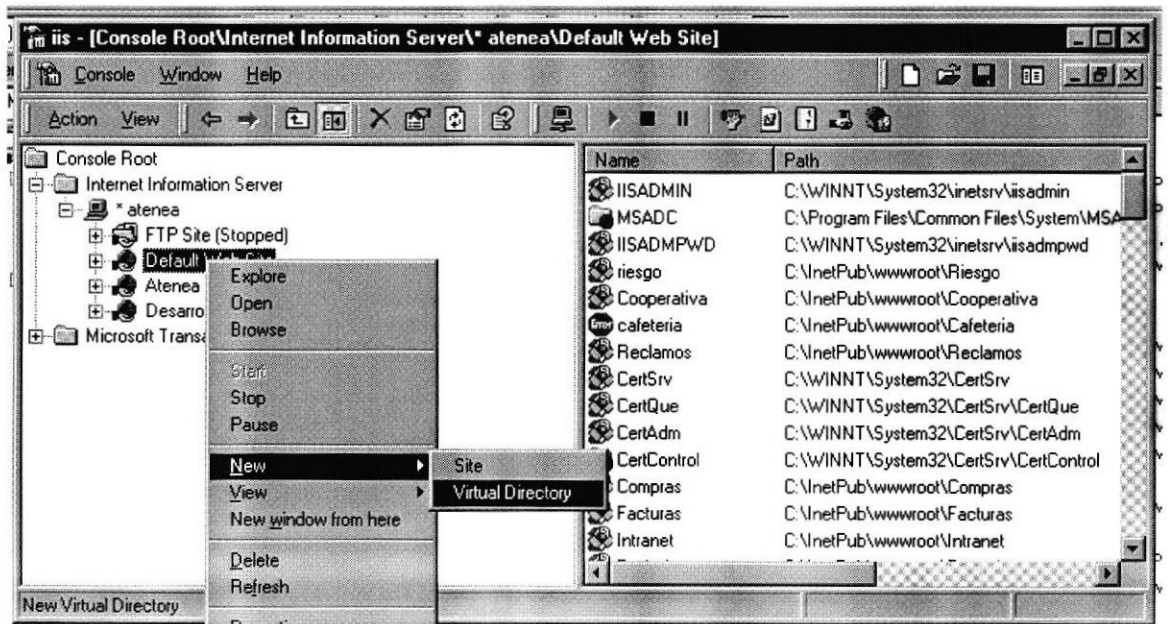 iis - [Console Root\Internet Information Server\* atenea\Default Web Site]
Console Window Help
Action View
Console Root
Internet Information Server
* atenea
FTP Site (Stopped)
Default Web Site
Atenea
Desarro
Microsoft Transa
Explore
Open
Browse
Start
Stop
Pause
New
View
New window from here
Delete
Refresh
Site
Virtual Directory
Name Path
IISADMIN C:\WINNT\System32\inetsrv\iisadmin
MSADC C:\Program Files\Common Files\System\MSA
IISADMPWD C:\WINNT\System32\inetsrv\iisadmpwd
riesgo C:\InetPub\wwwroot\Riesgo
Cooperativa C:\InetPub\wwwroot\Cooperativa
Error cafeteria C:\InetPub\wwwroot\Cafeteria
Reclamos C:\InetPub\wwwroot\Reclamos
CertSrv C:\WINNT\System32\CertSrv
CertQue C:\WINNT\System32\CertSrv\CertQue
CertAdm C:\WINNT\System32\CertSrv\CertAdm
CertControl C:\WINNT\System32\CertSrv\CertControl
Compras C:\InetPub\wwwroot\Compras
Facturas C:\InetPub\wwwroot\Facturas
Intranet C:\InetPub\wwwroot\Intranet
New Virtual Directory